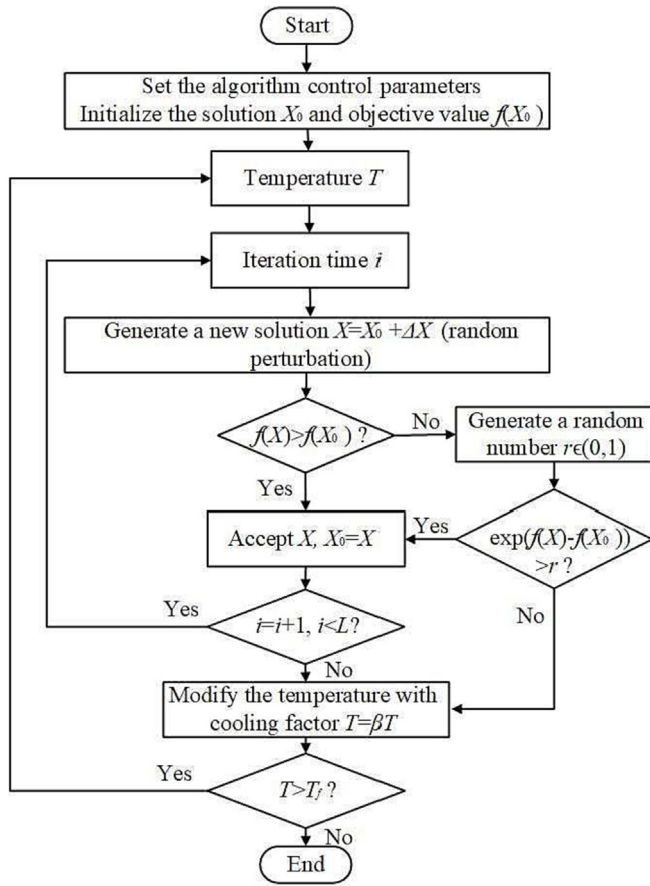 Start
Set the algorithm control parameters
Initialize the solution X₀ and objective value f(X₀ )
Temperature T
Iteration time i
Generate a new solution X=X₀ +ΔX (random
perturbation)
f(X)>f(X₀ ) ?
No
Generate a random
number rϵ(0,1)
Yes
Accept X, X₀=X
Yes
exp(f(X)-f(X₀ ))
>r ?
Yes
i=i+1, i<L?
No
No
Modify the temperature with
cooling factor T=βT
Yes
T>T_f ?
No
End